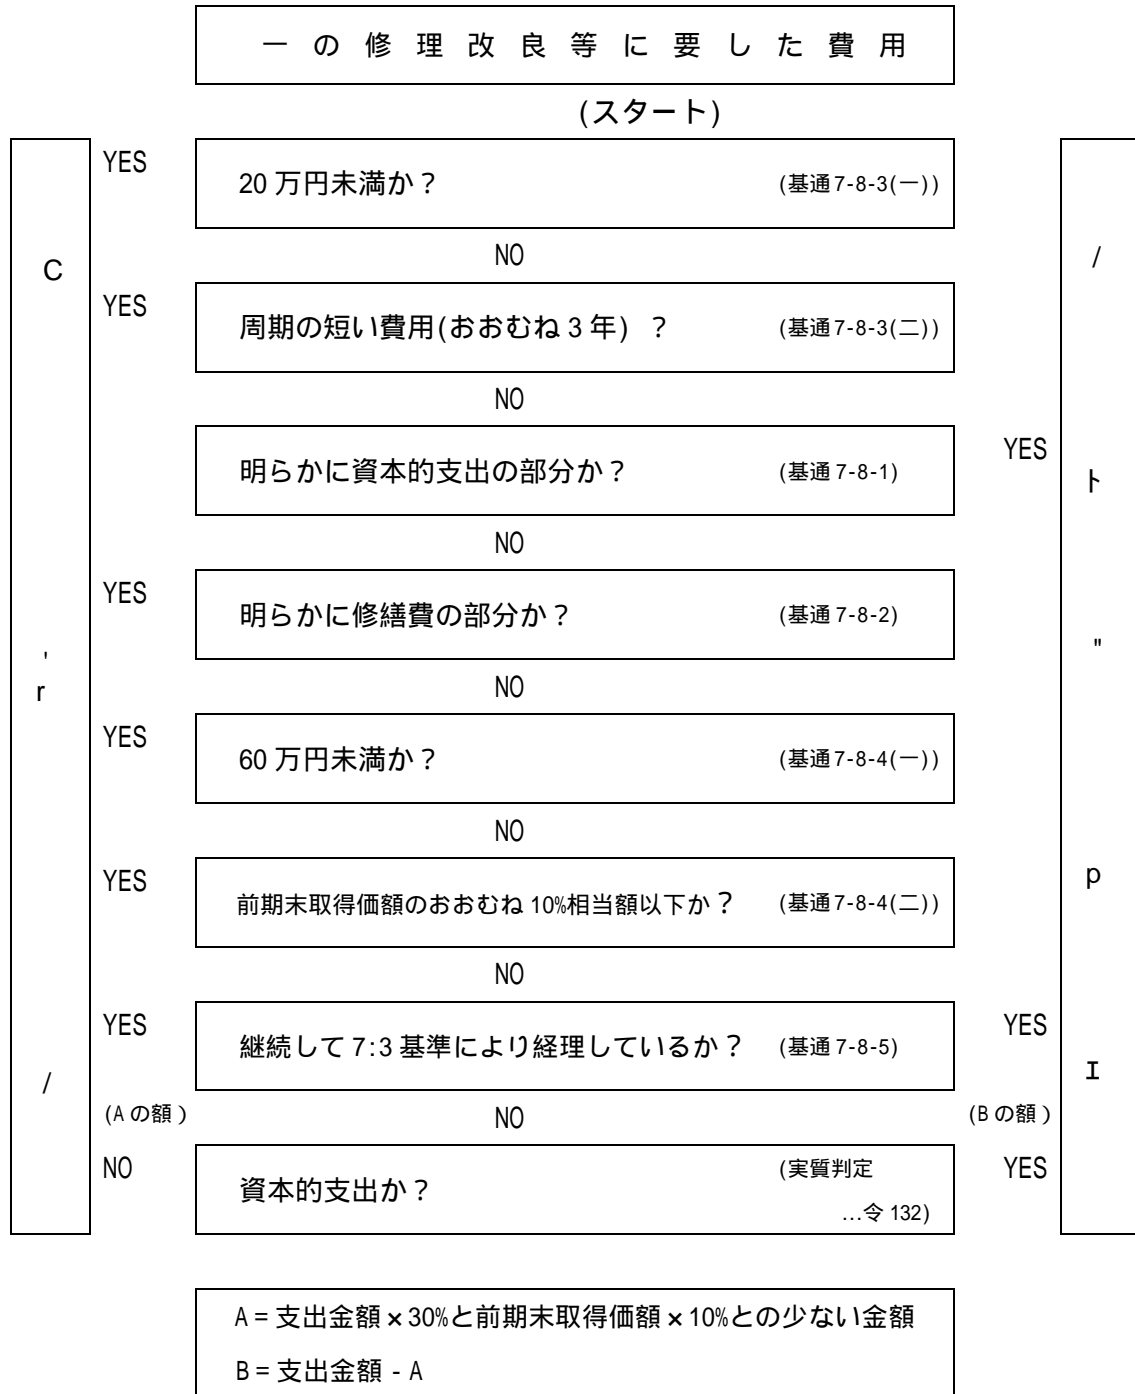 一の修理改良等に要した費用
(スタート)
YES 20万円未満か？ (基通7-8-3(一))
NO
C
/
YES 周期の短い費用(おおむね3年) ？ (基通7-8-3(二))
NO
明らかに資本的支出の部分か？ (基通7-8-1) YES
ト
NO
YES 明らかに修繕費の部分か？ (基通7-8-2)
'
r
"
NO
YES 60万円未満か？ (基通7-8-4(一))
NO
YES 前期末取得価額のおおむね10%相当額以下か？ (基通7-8-4(二))
p
NO
YES 継続して7:3基準により経理しているか？ (基通7-8-5) YES
/
I
(Aの額) NO (Bの額)
NO 資本的支出か？ (実質判定 YES
…令132)
A=支出金額×30%と前期末取得価額×10%との少ない金額
B=支出金額-A